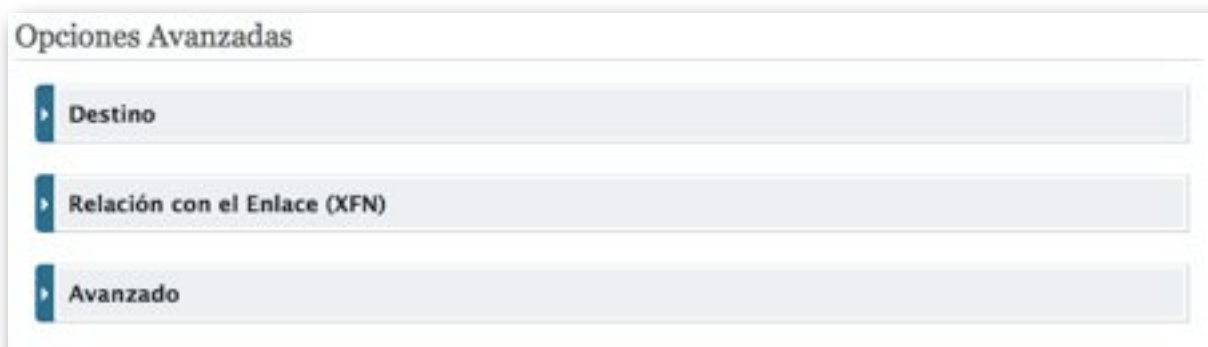 Opciones Avanzadas
Destino
Relación con el Enlace (XFN)
Avanzado